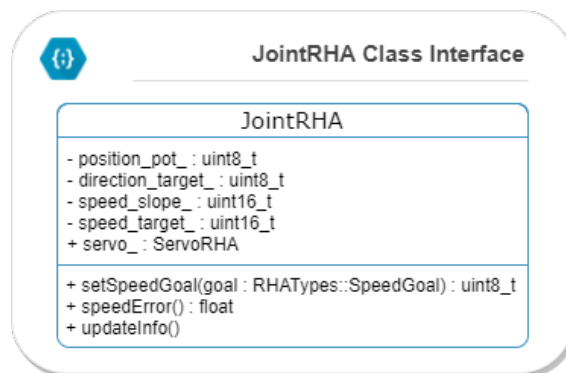 {:}
JointRHA Class Interface
JointRHA
- position_pot_ : uint8_t
- direction_target_ : uint8_t
- speed_slope_ : uint16_t
- speed_target_ : uint16_t
+ servo_ : ServoRHA
+ setSpeedGoal(goal : RHATypes::SpeedGoal) : uint8_t
+ speedError() : float
+ updateInfo()